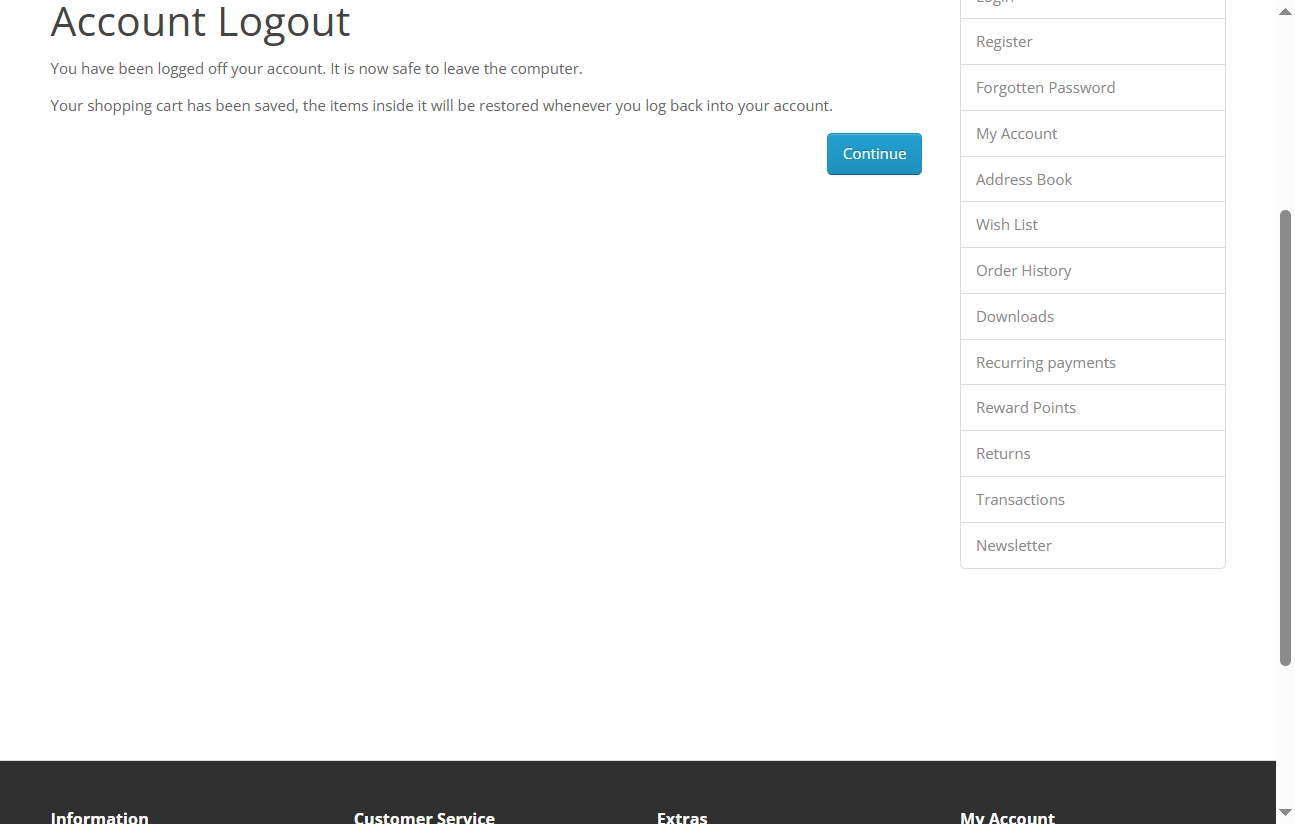 Account Logout
You have been logged off your account. It is now safe to leave the computer.
Your shopping cart has been saved, the items inside it will be restored whenever you log back into your account.
Continue
Login
Register
Forgotten Password
My Account
Address Book
Wish List
Order History
Downloads
Recurring payments
Reward Points
Returns
Transactions
Newsletter
Information
Customer Service
Extras
My Account